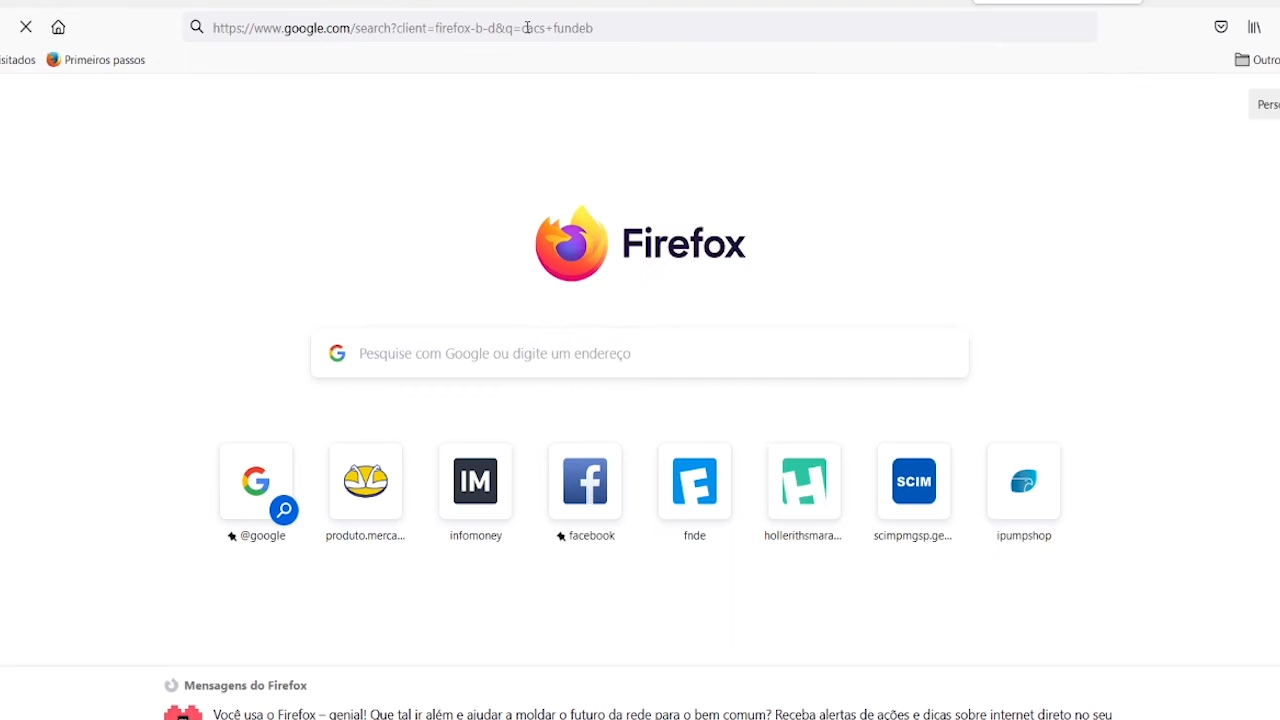 https://www.google.com/search?client=firefox-b-d&q=cacs+fundeb
sitados Primeiros passos Outro
Perso
Firefox
Pesquise com Google ou digite um endereço
IM SCIM
@google produto.merca... infomoney facebook fnde hollerithsmara... scimpmgsp.ge... ipumpshop
Mensagens do Firefox
Você usa o Firefox – genial! Que tal ir além e ajudar a moldar o futuro da rede para o bem comum? Receba alertas de ações e dicas sobre internet direto no seu